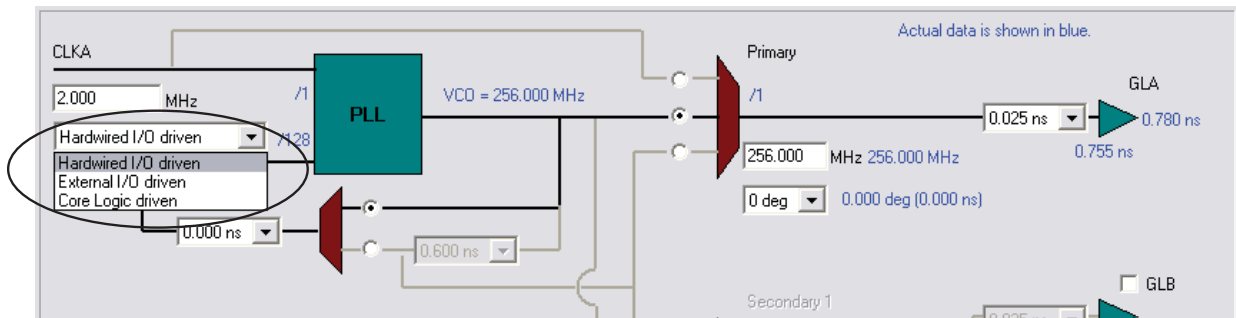 Actual data is shown in blue.
CLKA
Primary
GLA
2.000 MHz
/1
PLL
VCO = 256.000 MHz
/1
0.025 ns
0.780 ns
Hardwired I/O driven
/128
Hardwired I/O driven
External I/O driven
Core Logic driven
256.000 MHz 256.000 MHz
0.755 ns
0 deg
0.000 deg (0.000 ns)
0.000 ns
0.600 ns
Secondary 1
GLB
0.025 ns